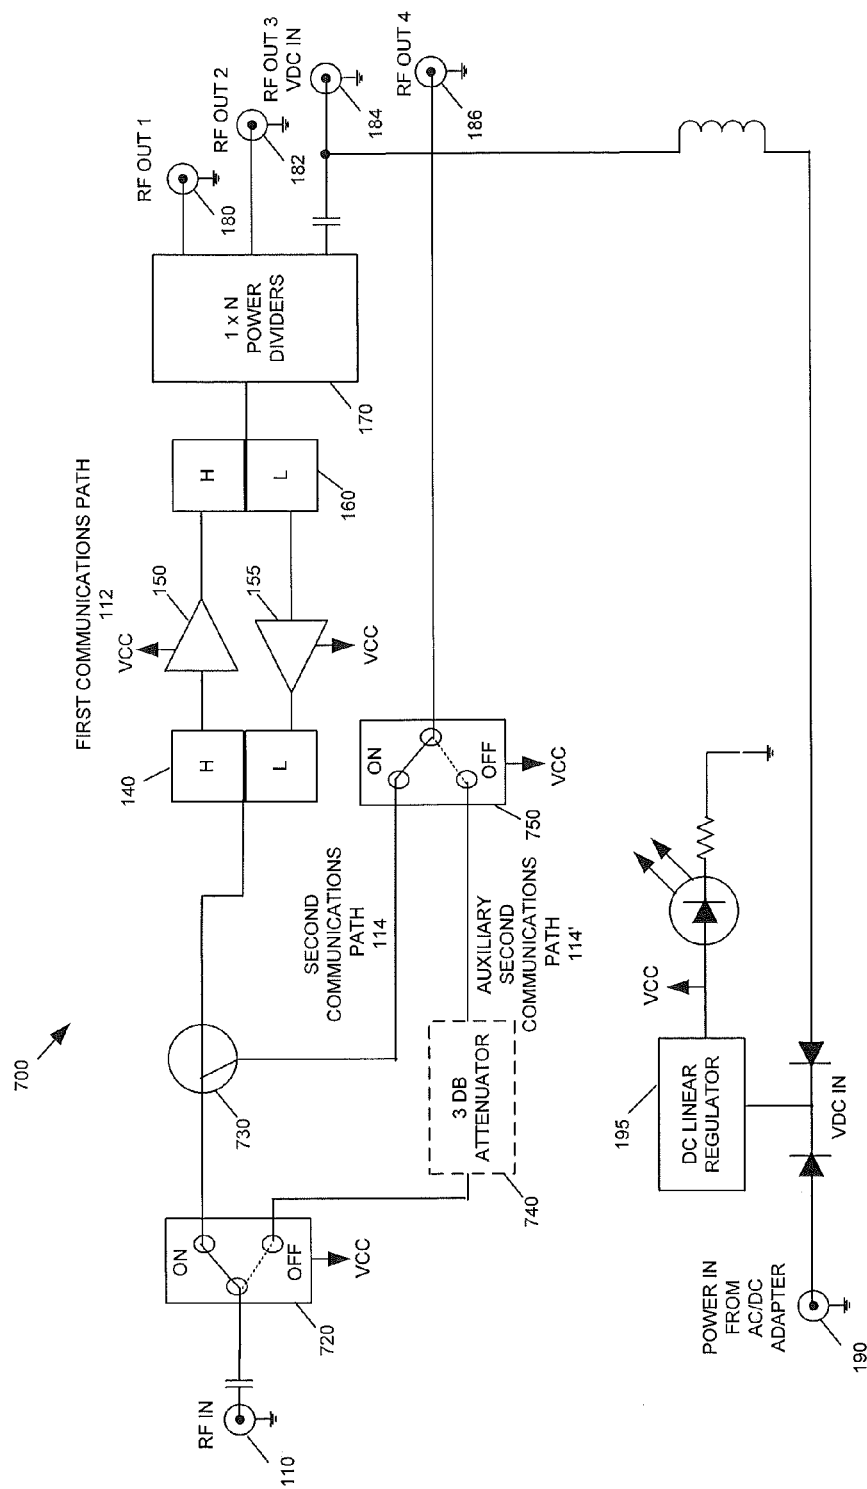 700
FIRST COMMUNICATIONS PATH
112
RF IN
110
ON
OFF
VCC
720
730
140
H
L
VCC
150
155
VCC
H
L
160
1 x N
POWER
DIVIDERS
170
RF OUT 1
180
RF OUT 2
182
RF OUT 3
VDC IN
184
RF OUT 4
186
SECOND
COMMUNICATIONS
PATH
114
3 DB
ATTENUATOR
740
AUXILIARY
SECOND
COMMUNICATIONS
PATH
114'
ON
OFF
VCC
750
POWER IN
FROM
AC/DC
ADAPTER
190
195
DC LINEAR
REGULATOR
VDC IN
VCC